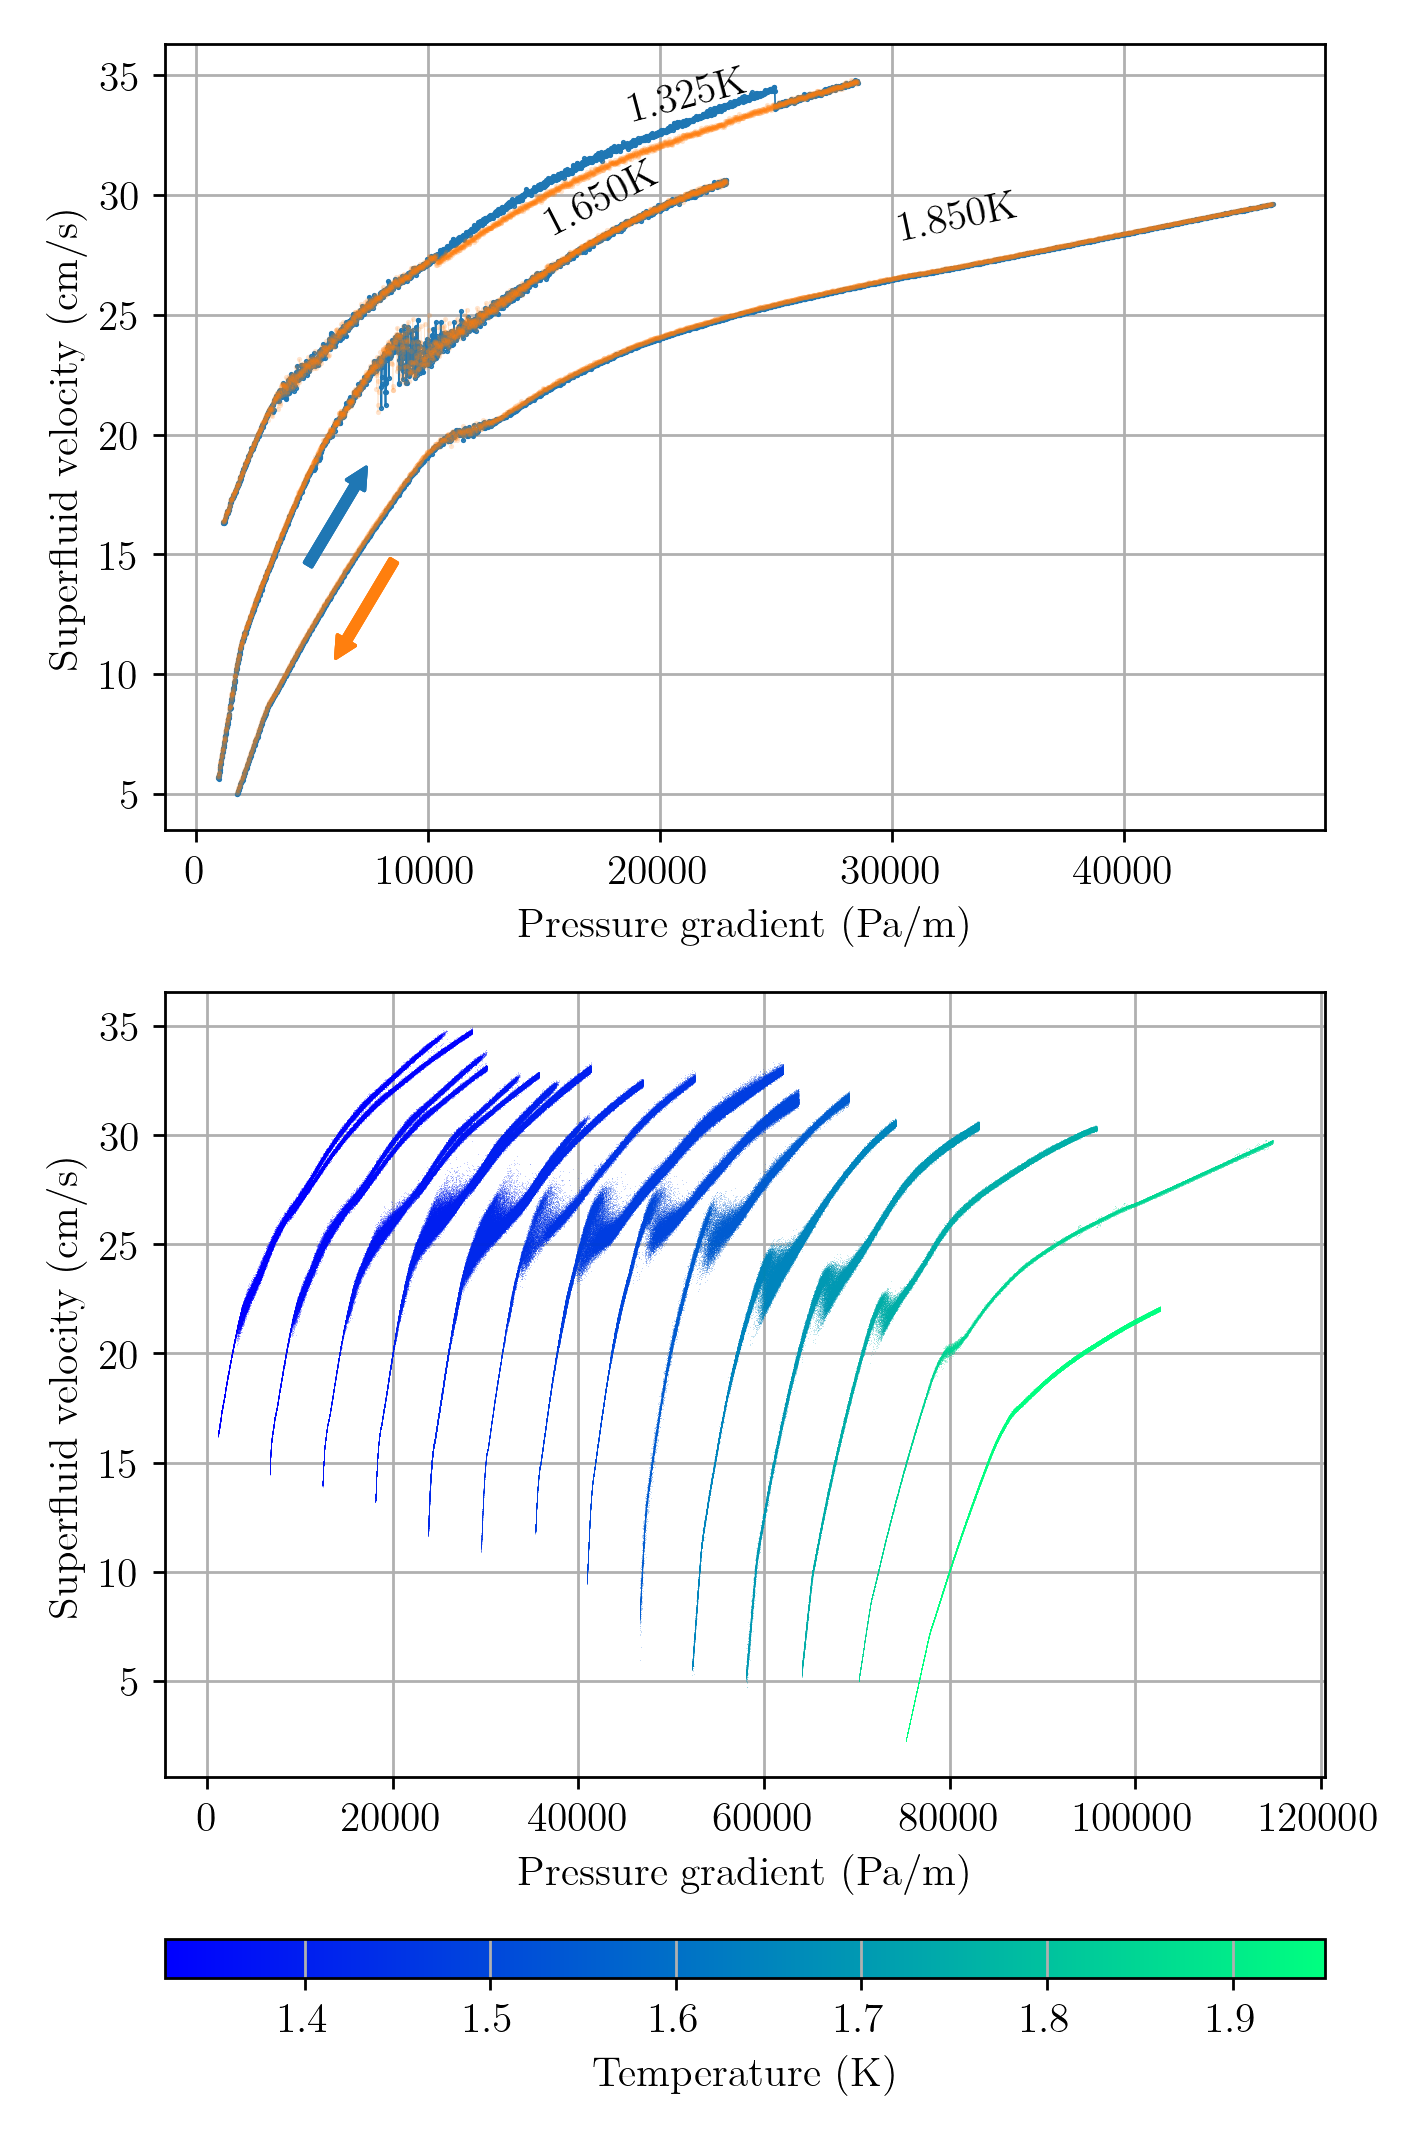 35
30
25
20
15
10
5
Superfluid velocity (cm/s)
1.325K
1.650K
1.850K
0 10000 20000 30000 40000
Pressure gradient (Pa/m)
35
30
25
20
15
10
5
Superfluid velocity (cm/s)
0 20000 40000 60000 80000 100000 120000
Pressure gradient (Pa/m)
1.4 1.5 1.6 1.7 1.8 1.9
Temperature (K)